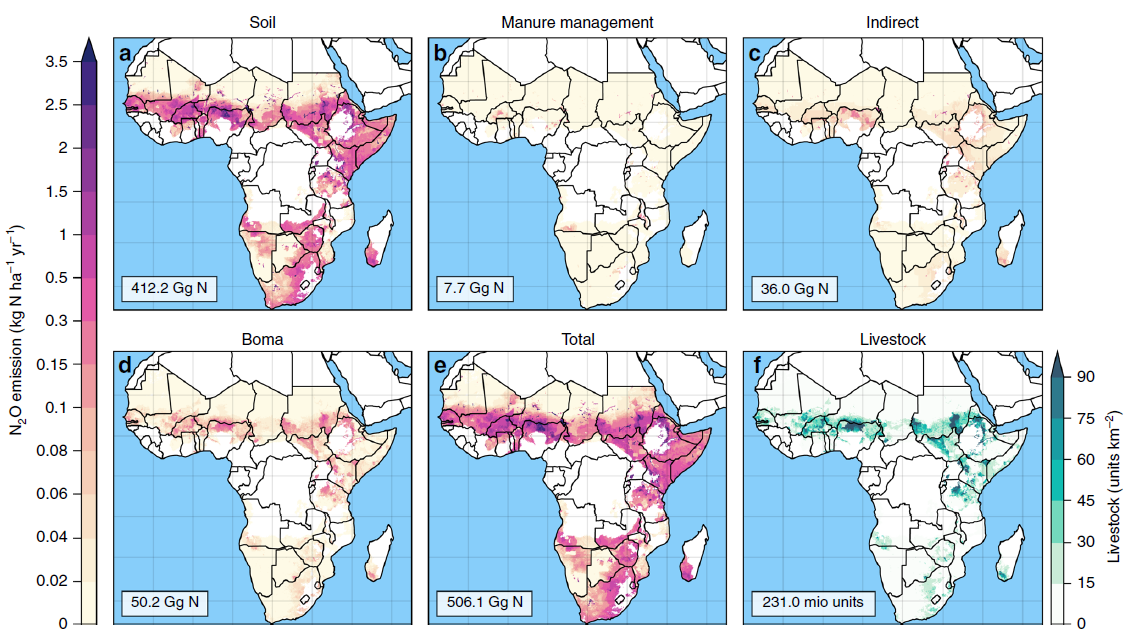 Soil
Manure management
Indirect
a
b
c
3.5
2.5
2
1.5
1
0.5
0.3
0.15
0.1
0.08
0.06
0.04
0.02
0
N₂O emission (kg N ha⁻¹ yr⁻¹)
412.2 Gg N
7.7 Gg N
36.0 Gg N
Boma
Total
Livestock
d
e
f
50.2 Gg N
506.1 Gg N
231.0 mio units
90
75
60
45
30
15
0
Livestock (units km⁻²)